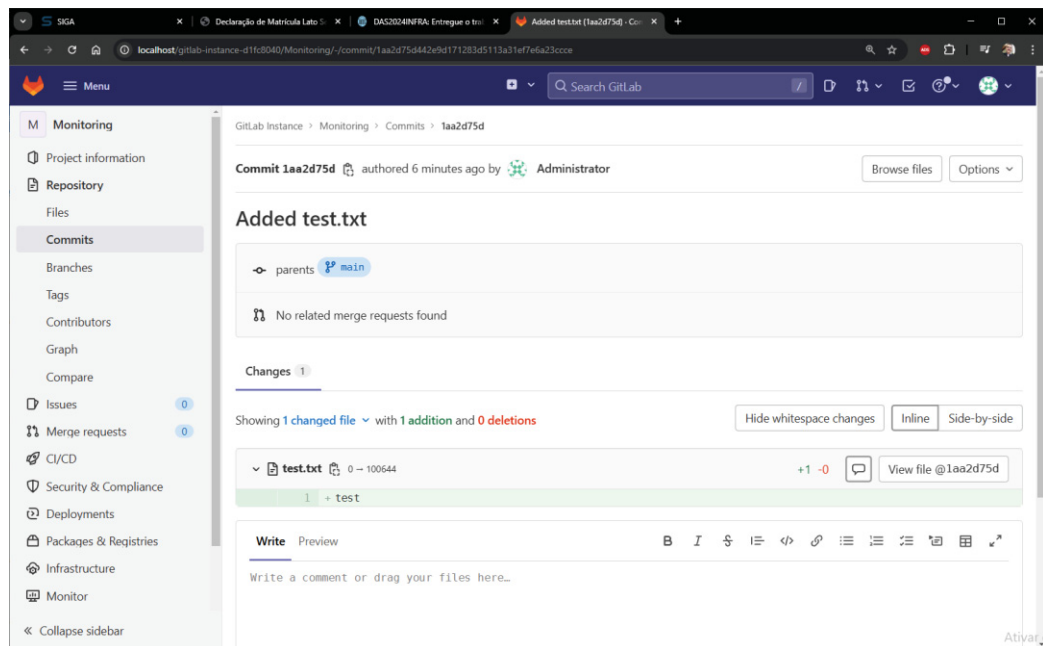 SIGA
Declaração de Matrícula Lato S
DAS2024INFRA: Entregue o tral
Added test.txt (1aa2d75d) · Con
localhost/gitlab-instance-d1fc8040/Monitoring/-/commit/1aa2d75d442e9d171283d5113a31ef7e6a23ccce
Menu
Search GitLab
/
M Monitoring
Project information
Repository
Files
Commits
Branches
Tags
Contributors
Graph
Compare
Issues 0
Merge requests 0
CI/CD
Security & Compliance
Deployments
Packages & Registries
Infrastructure
Monitor
« Collapse sidebar
GitLab Instance > Monitoring > Commits > 1aa2d75d
Commit 1aa2d75d authored 6 minutes ago by Administrator
Browse files
Options
Added test.txt
parents main
No related merge requests found
Changes 1
Showing 1 changed file with 1 addition and 0 deletions
Hide whitespace changes
Inline
Side-by-side
test.txt 0 → 100644
+1 -0
View file @1aa2d75d
1 + test
Write Preview
B I S
Write a comment or drag your files here…
Ativar